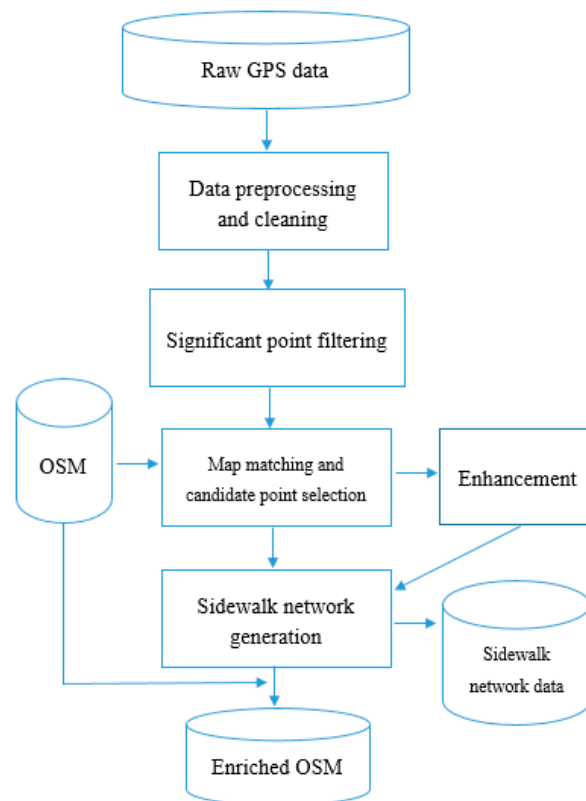 Raw GPS data
Data preprocessing
and cleaning
Significant point filtering
OSM
Map matching and
candidate point selection
Enhancement
Sidewalk network
generation
Sidewalk
network data
Enriched OSM